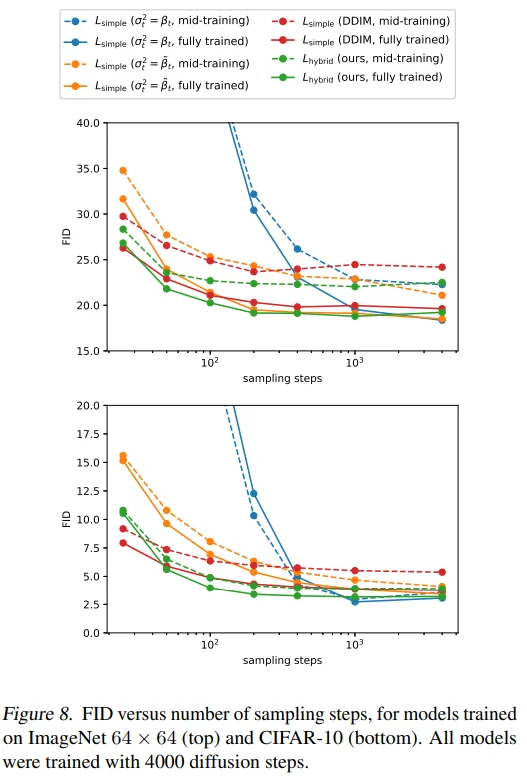 L_simple (σ_t^2 = β_t, mid-training)
L_simple (σ_t^2 = β_t, fully trained)
L_simple (σ_t^2 = β̃_t, mid-training)
L_simple (σ_t^2 = β̃_t, fully trained)
L_simple (DDIM, mid-training)
L_simple (DDIM, fully trained)
L_hybrid (ours, mid-training)
L_hybrid (ours, fully trained)
40.0
35.0
30.0
25.0
20.0
15.0
FID
10^2
10^3
sampling steps
20.0
17.5
15.0
12.5
10.0
7.5
5.0
2.5
0.0
FID
10^2
10^3
sampling steps
Figure 8. FID versus number of sampling steps, for models trained
on ImageNet 64 × 64 (top) and CIFAR-10 (bottom). All models
were trained with 4000 diffusion steps.